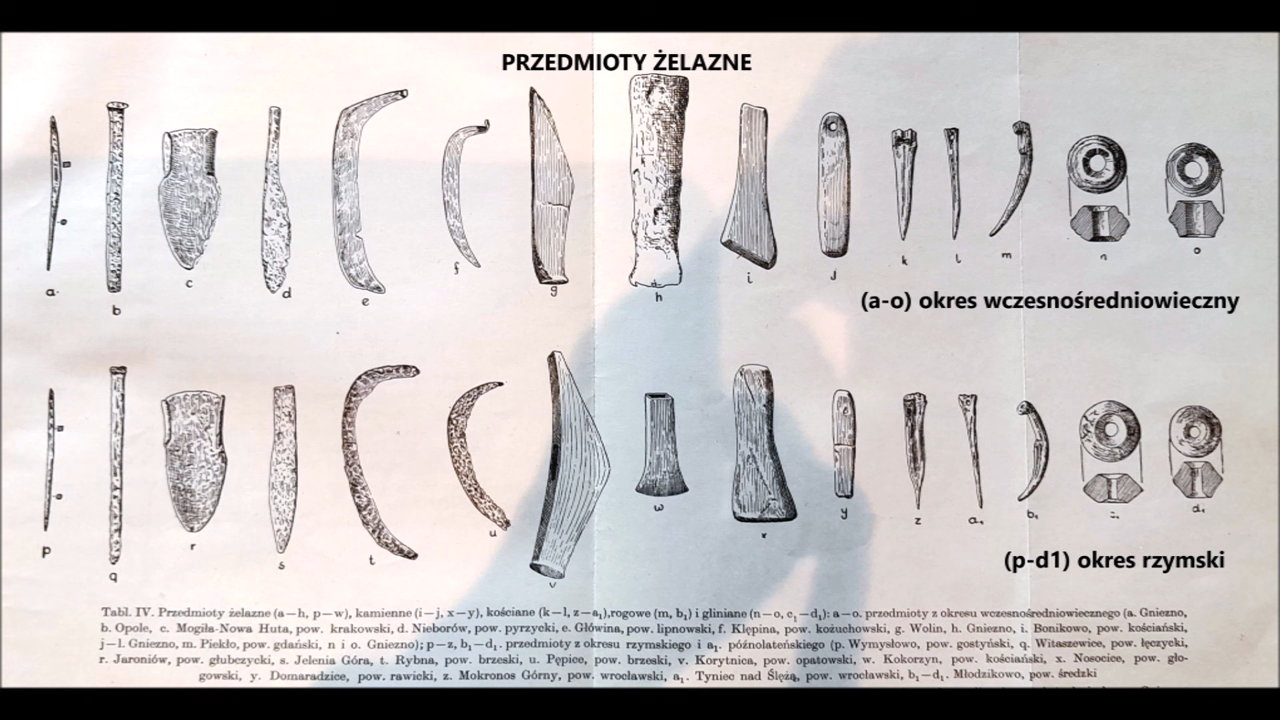 PRZEDMIOTY ŻELAZNE
a. b c d e f g h i j k l m n o
(a-o) okres wczesnośredniowieczny
p q r s t u v w x y z a₁ b₁ c₁ d₁
(p-d1) okres rzymski
Tabl. IV. Przedmioty żelazne (a—h, p—w), kamienne (i—j, x—y), kościane (k—l, z—a₁),rogowe (m, b₁) i gliniane (n—o, c₁—d₁): a—o. przedmioty z okresu wczesnośredniowiecznego (a. Gniezno,
b. Opole, c. Mogiła-Nowa Huta, pow. krakowski, d. Nieborów, pow. pyrzycki, e. Główina, pow. lipnowski, f. Klępina, pow. kożuchowski, g. Wolin, h. Gniezno, i. Bonikowo, pow. kościański,
j—l. Gniezno, m. Piekło, pow. gdański, n i o. Gniezno); p—z, b₁—d₁. przedmioty z okresu rzymskiego i a₁. późnolateńskiego (p. Wymysłowo, pow. gostyński, q. Witaszewice, pow. łęczycki,
r. Jaroniów, pow. głubczycki, s. Jelenia Góra, t. Rybna, pow. brzeski, u. Pępice, pow. brzeski, v. Korytnica, pow. opatowski, w. Kokorzyn, pow. kościański, x. Nosocice, pow. gło-
gowski, y. Domaradzice, pow. rawicki, z. Mokronos Górny, pow. wrocławski, a₁. Tyniec nad Ślężą, pow. wrocławski, b₁—d₁. Młodzikowo, pow. średzki